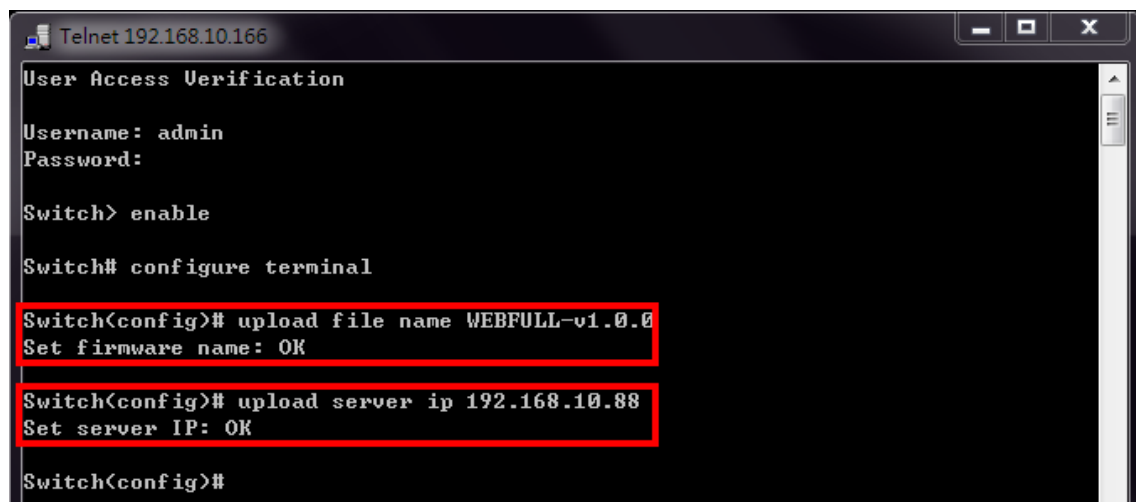 Telnet 192.168.10.166
User Access Verification
Username: admin
Password:
Switch> enable
Switch# configure terminal
Switch(config)# upload file name WEBFULL-v1.0.0
Set firmware name: OK
Switch(config)# upload server ip 192.168.10.88
Set server IP: OK
Switch(config)#